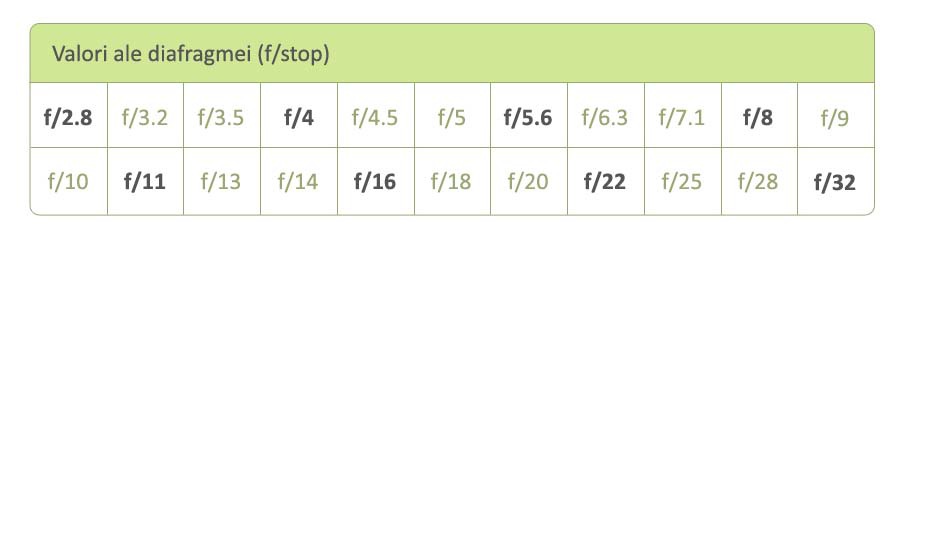 Valori ale diafragmei (f/stop)
f/2.8 f/3.2 f/3.5 f/4 f/4.5 f/5 f/5.6 f/6.3 f/7.1 f/8 f/9
f/10 f/11 f/13 f/14 f/16 f/18 f/20 f/22 f/25 f/28 f/32